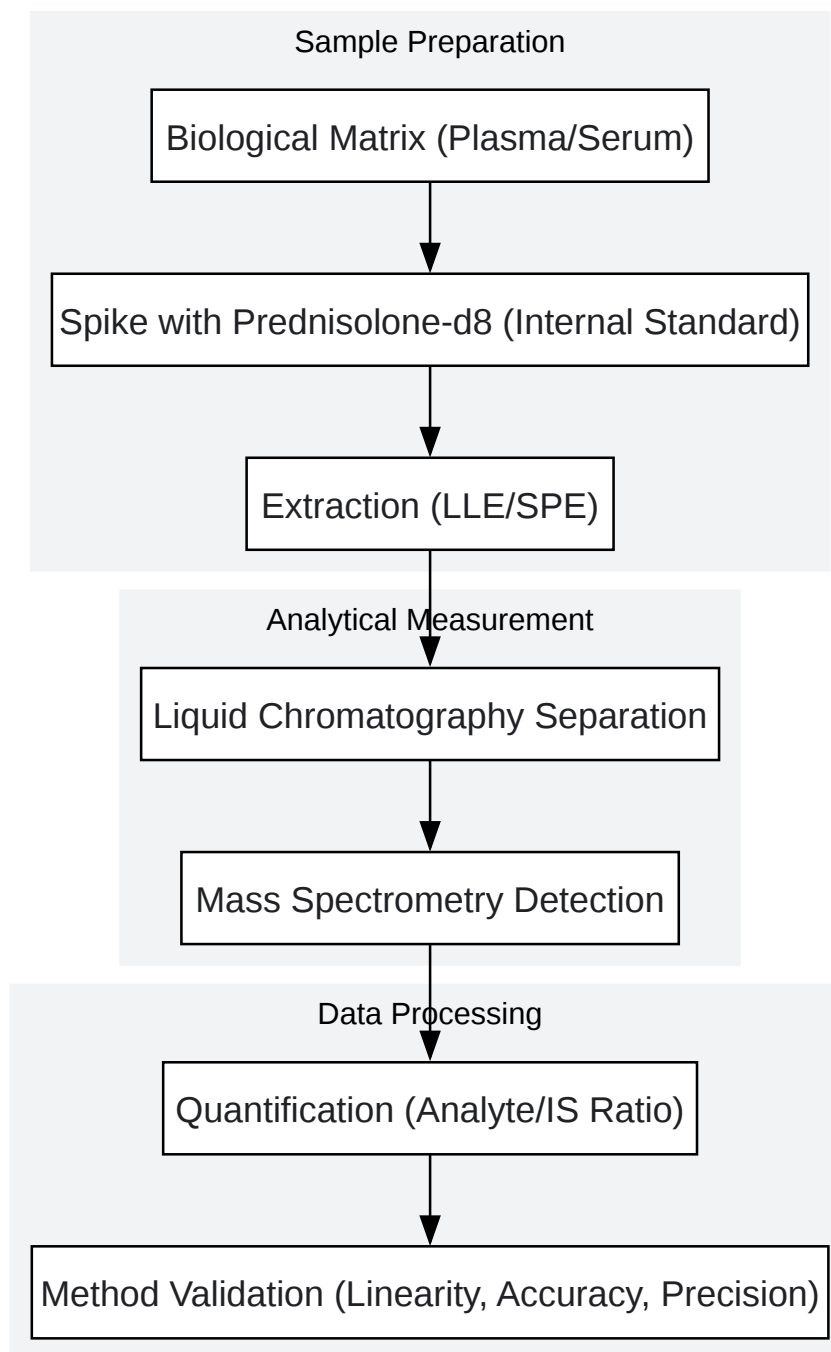 Sample Preparation
Biological Matrix (Plasma/Serum)
Spike with Prednisolone-d8 (Internal Standard)
Extraction (LLE/SPE)
Analytical Measurement
Liquid Chromatography Separation
Mass Spectrometry Detection
Data Processing
Quantification (Analyte/IS Ratio)
Method Validation (Linearity, Accuracy, Precision)